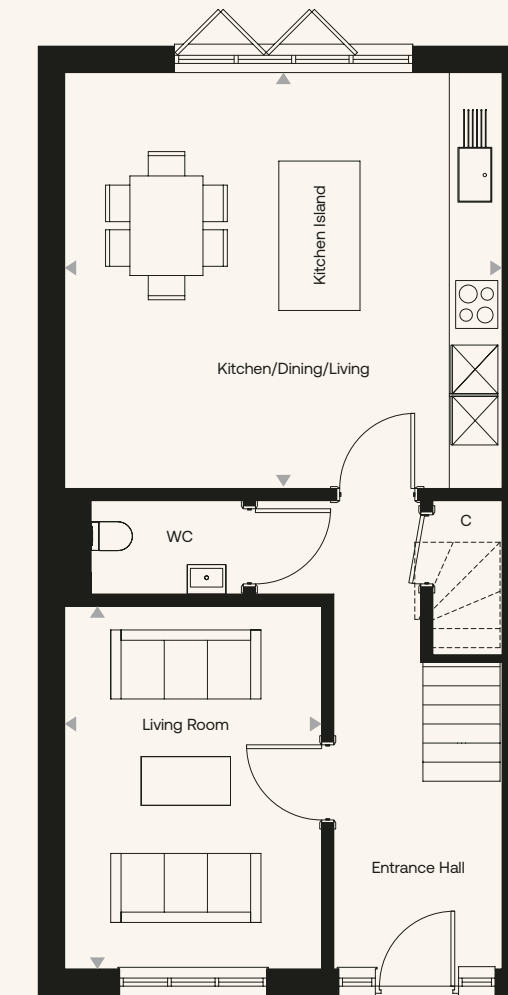 Kitchen Island
Kitchen/Dining/Living
WC
C
Living Room
Entrance Hall